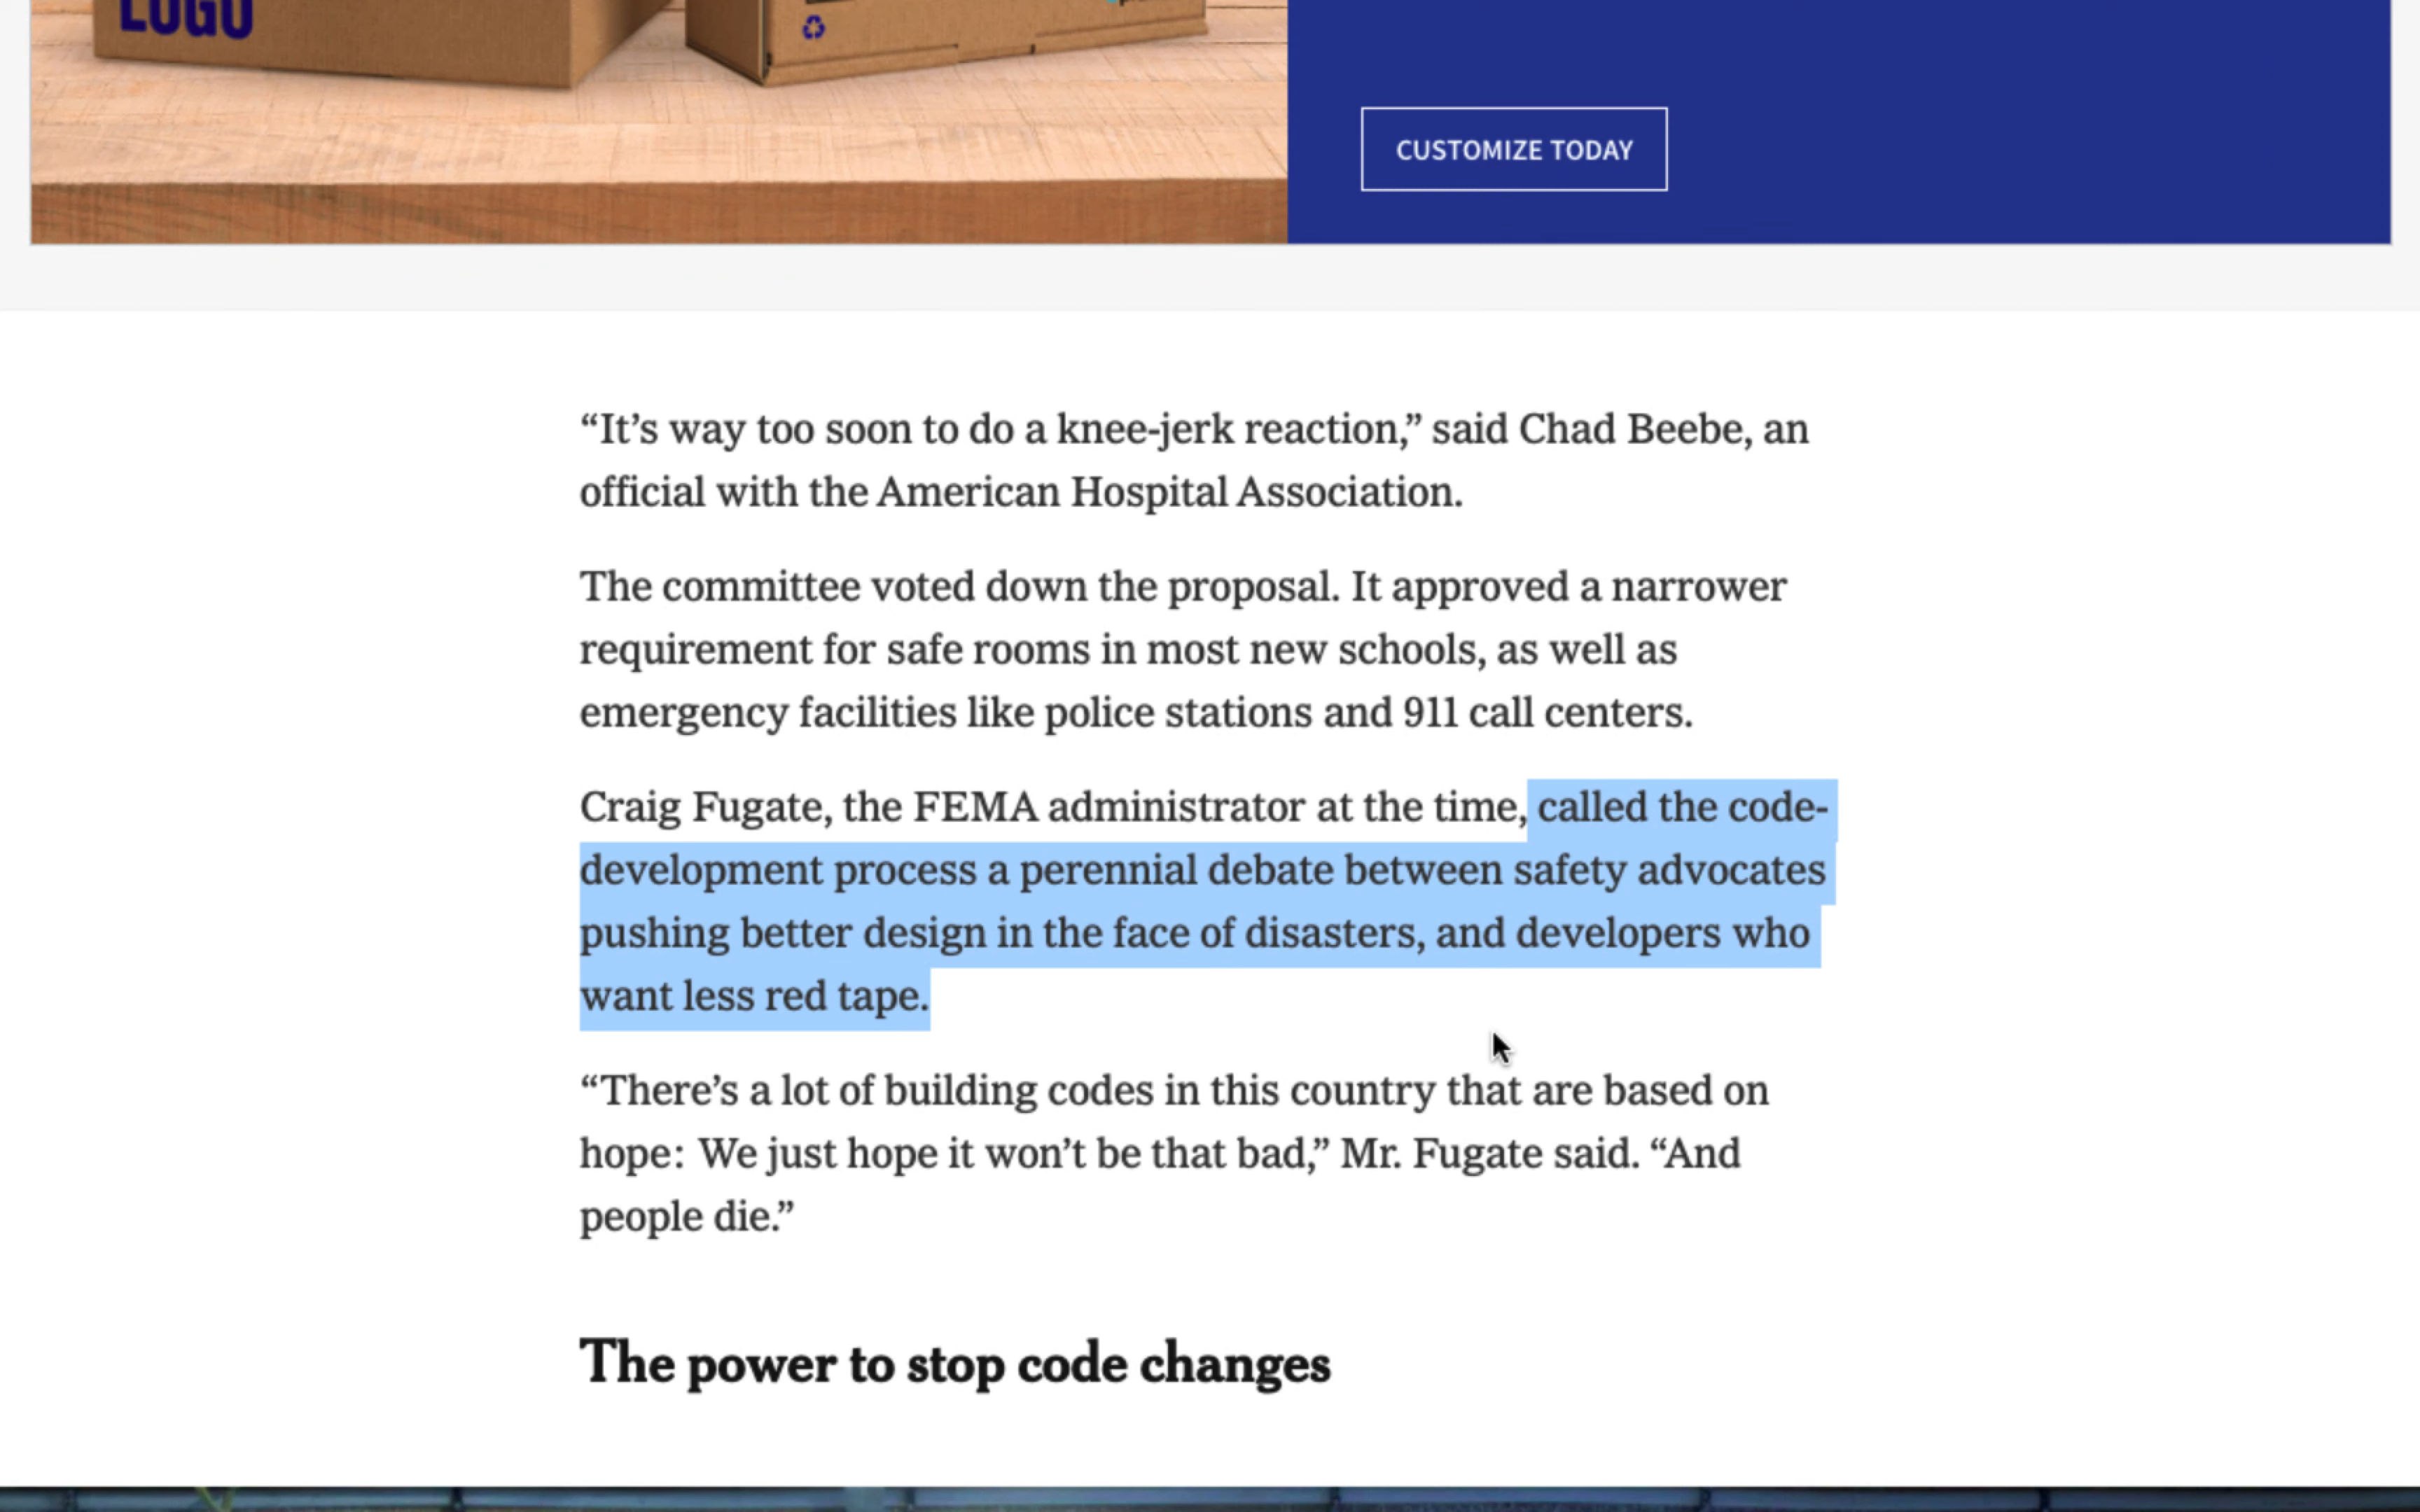 LOGO
CUSTOMIZE TODAY
“It’s way too soon to do a knee-jerk reaction,” said Chad Beebe, an
official with the American Hospital Association.
The committee voted down the proposal. It approved a narrower
requirement for safe rooms in most new schools, as well as
emergency facilities like police stations and 911 call centers.
Craig Fugate, the FEMA administrator at the time, called the code-
development process a perennial debate between safety advocates
pushing better design in the face of disasters, and developers who
want less red tape.
“There’s a lot of building codes in this country that are based on
hope: We just hope it won’t be that bad,” Mr. Fugate said. “And
people die.”
The power to stop code changes